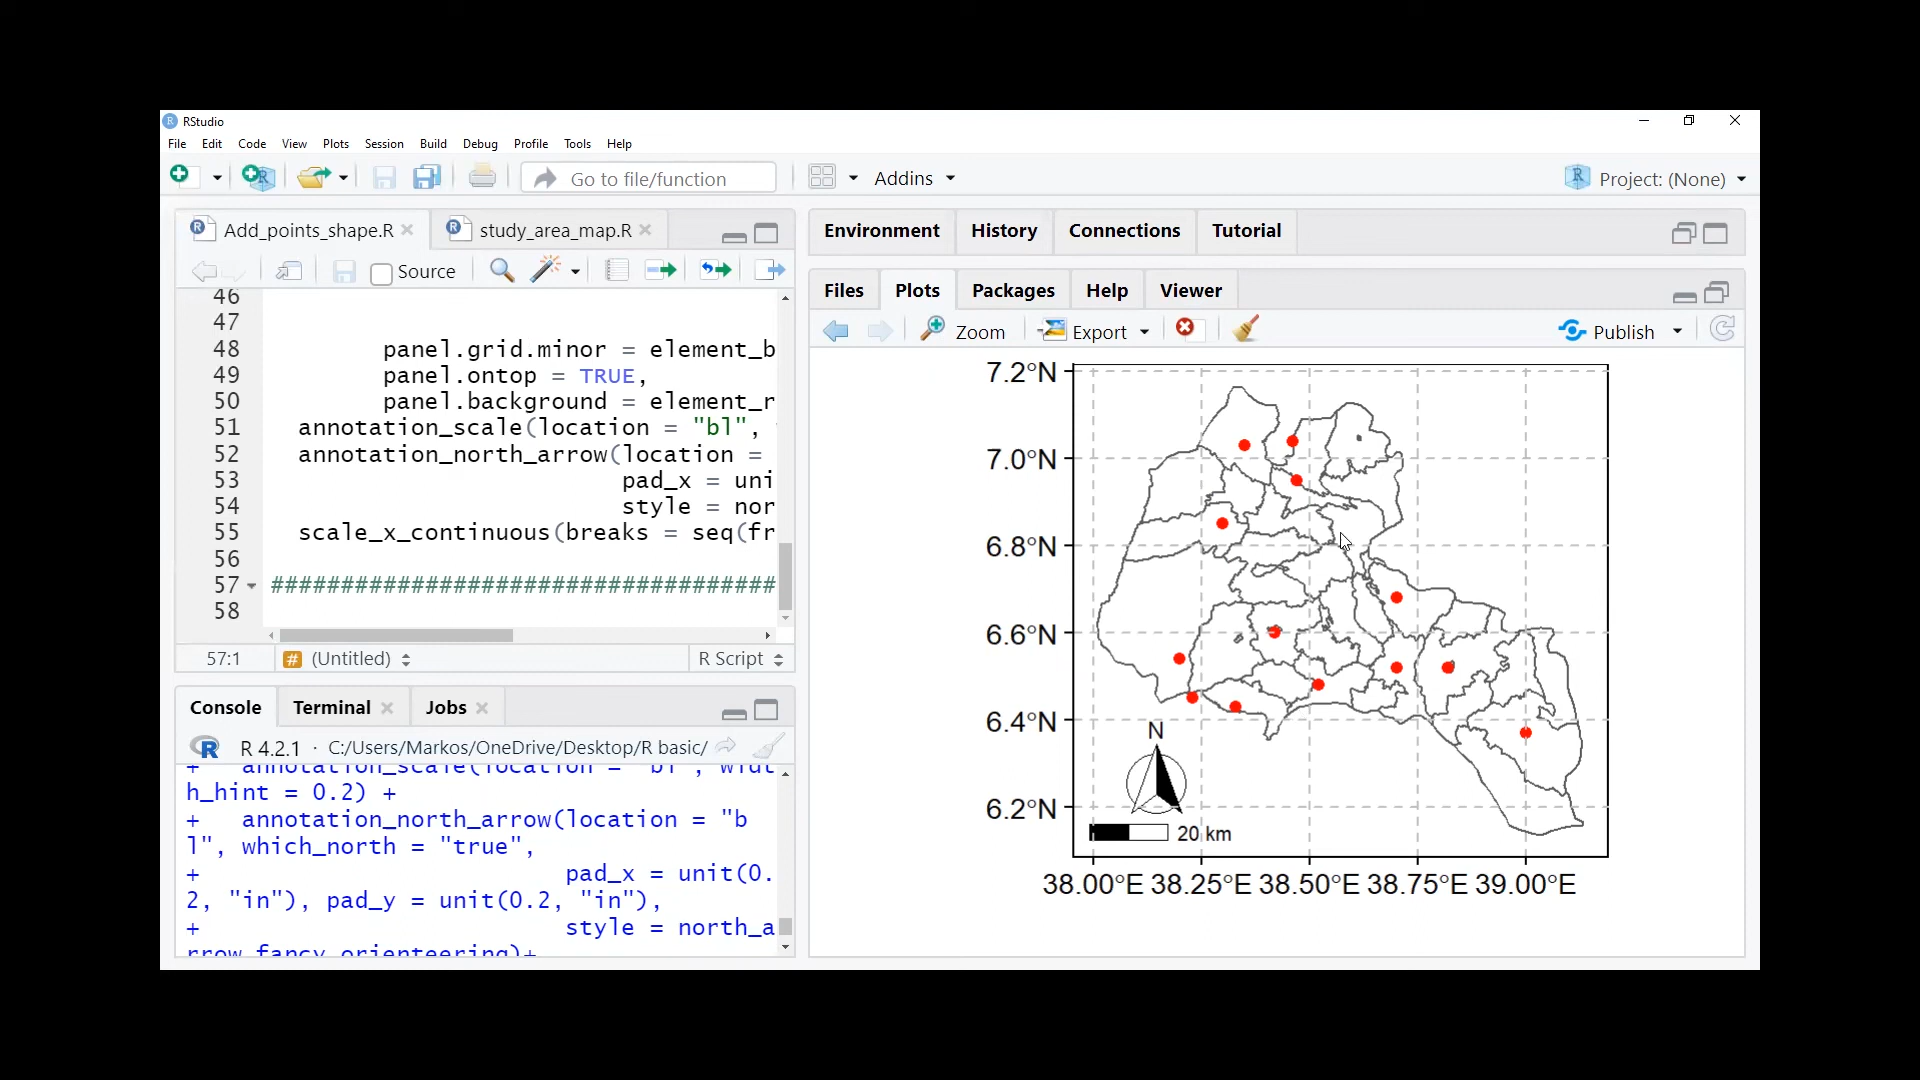 RStudio
File Edit Code View Plots Session Build Debug Profile Tools Help
Go to file/function Addins Project: (None)
Add_points_shape.R study_area_map.R
Source
46
47
48 panel.grid.minor = element_b
49 panel.ontop = TRUE,
50 panel.background = element_r
51 annotation_scale(location = "bl",
52 annotation_north_arrow(location =
53 pad_x = uni
54 style = nor
55 scale_x_continuous(breaks = seq(fr
56
57 ####################################
58
57:1 # (Untitled) R Script
Console Terminal Jobs
R 4.2.1 · C:/Users/Markos/OneDrive/Desktop/R basic/
+ annotation_scale(location = "bl", widt
h_hint = 0.2) +
+ annotation_north_arrow(location = "b
l", which_north = "true",
+ pad_x = unit(0.
2, "in"), pad_y = unit(0.2, "in"),
+ style = north_a
rrow_fancy_orienteering)+
Environment History Connections Tutorial
Files Plots Packages Help Viewer
Zoom Export Publish
7.2°N
7.0°N
6.8°N
6.6°N
6.4°N
6.2°N
N
20 km
38.00°E 38.25°E 38.50°E 38.75°E 39.00°E